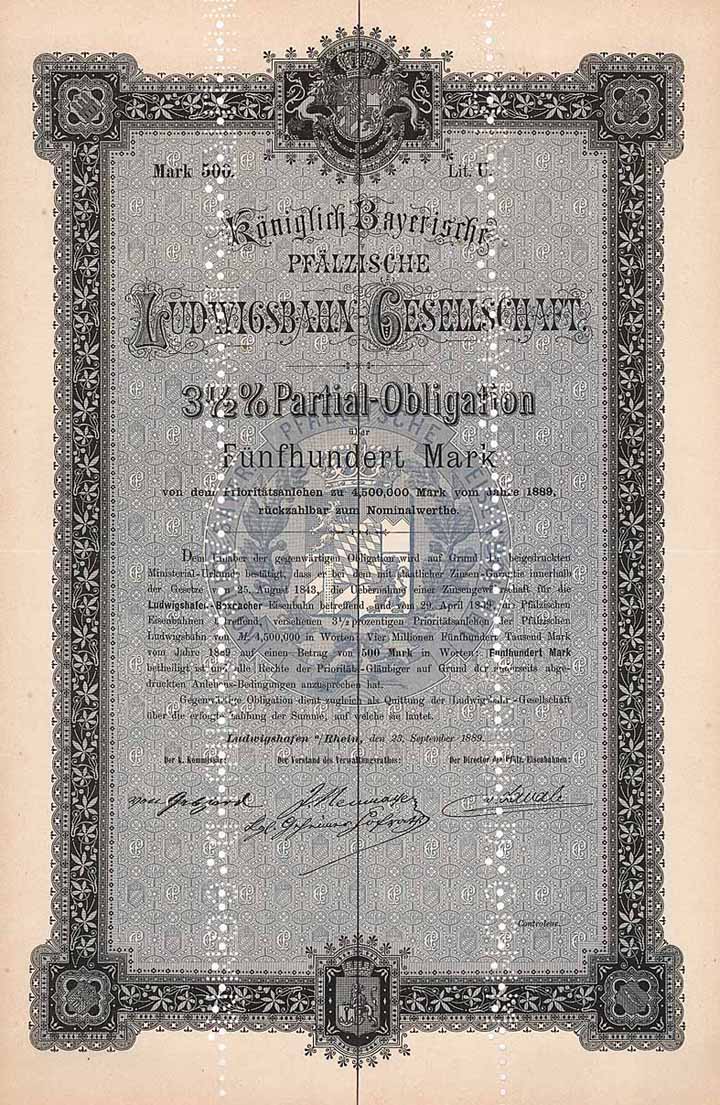 Mark 500.
Lit. U.
Königlich Bayerische
PFÄLZISCHE
LUDWIGSBAHN-GESELLSCHAFT.
3½% Partial-Obligation
über
Fünfhundert Mark
von dem Prioritätsanlehen zu 4,500,000 Mark vom Jahre 1889,
rückzahlbar zum Nominalwerthe.
PFÄLZISCHE
Dem Inhaber der gegenwärtigen Obligation wird auf Grund der beigedruckten
Ministerial-Urkunde bestätigt, dass er bei dem mit staatlicher Zinsen-Garantie innerhalb
der Gesetze vom 25. August 1843, die Uebernahme einer Zinsengewährschaft für die
Ludwigshafen-Bexbacher Eisenbahn betreffend, und vom 29. April 1869, die Pfälzischen
Eisenbahnen betreffend, versehenen 3½prozentigen Prioritätsanlehen der Pfälzischen
Ludwigsbahn von M. 4,500,000 in Worten: Vier Millionen Fünfhundert Tausend Mark
vom Jahre 1889 auf einen Betrag von 500 Mark in Worten: Fünfhundert Mark
betheiligt ist und alle Rechte der Prioritäts-Gläubiger auf Grund der anderseits abge-
druckten Anlehens-Bedingungen anzusprechen hat.
Gegenwärtige Obligation dient zugleich als Quittung der Ludwigsbahn-Gesellschaft
über die erfolgte Zahlung der Summe, auf welche sie lautet.
Ludwigshafen a/Rhein, den 23. September 1889.
Der k. Kommissär:
Der Vorstand des Verwaltungsrathes:
Der Director der Pfälz. Eisenbahnen:
Kgl. Geheimer Hofrath
v. Lavale
Controleur.